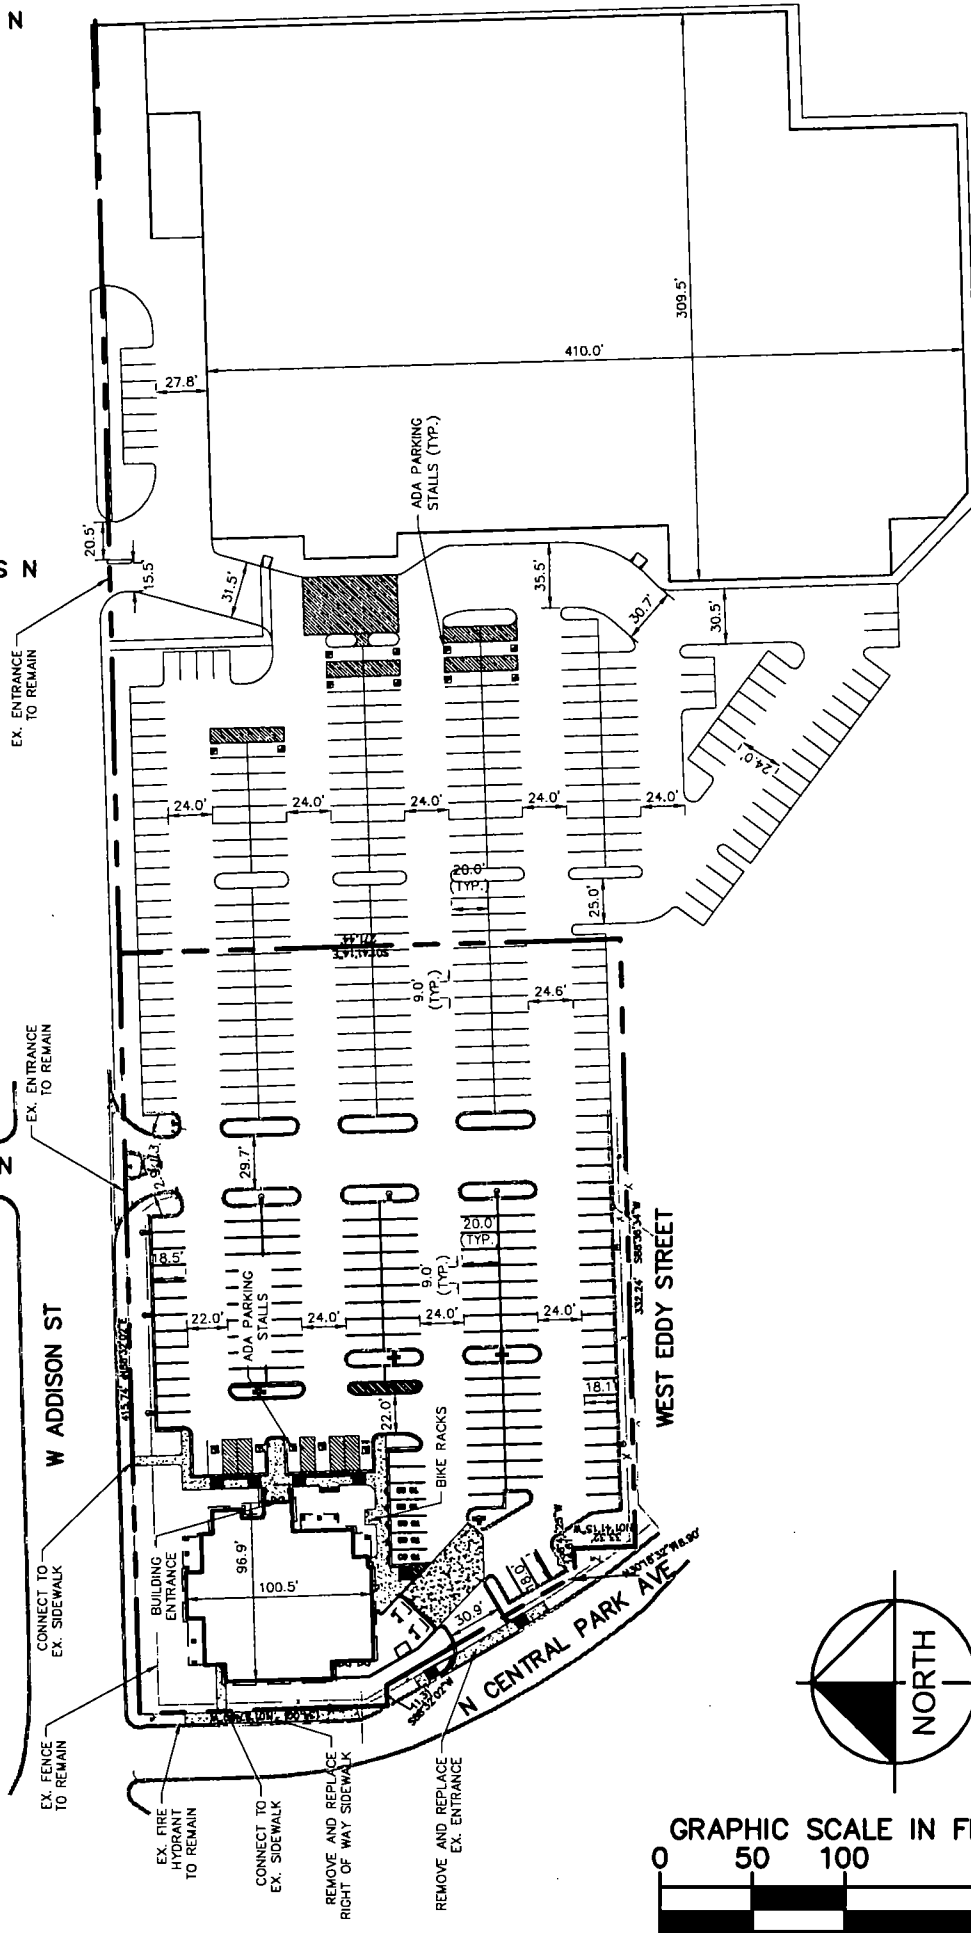 N
309.5'
410.0'
27.8'
ADA PARKING
STALLS (TYP.)
20.5'
S N
15.5'
31.5'
35.5'
30.7'
30.5'
EX. ENTRANCE
TO REMAIN
24.0'
24.0'
24.0'
24.0'
24.0'
24.0'
20.0'
(TYP.)
25.0'
271.44'
S01°41'14"E
9.0'
(TYP.)
24.6'
EX. ENTRANCE
TO REMAIN
N
29.7'
18.5'
20.0'
(TYP.)
9.0'
(TYP.)
22.0'
ADA PARKING
STALLS
24.0'
24.0'
24.0'
W ADDISON ST
WEST EDDY STREET
332.24'
18.1'
22.0'
BIKE RACKS
CONNECT TO
EX. SIDEWALK
BUILDING
ENTRANCE
96.9'
100.5'
18.0'
30.9'
N CENTRAL PARK AVE
EX. FENCE
TO REMAIN
EX. FIRE
HYDRANT
TO REMAIN
CONNECT TO
EX. SIDEWALK
REMOVE AND REPLACE
RIGHT OF WAY SIDEWALK
REMOVE AND REPLACE
EX. ENTRANCE
NORTH
GRAPHIC SCALE IN
0 50 100